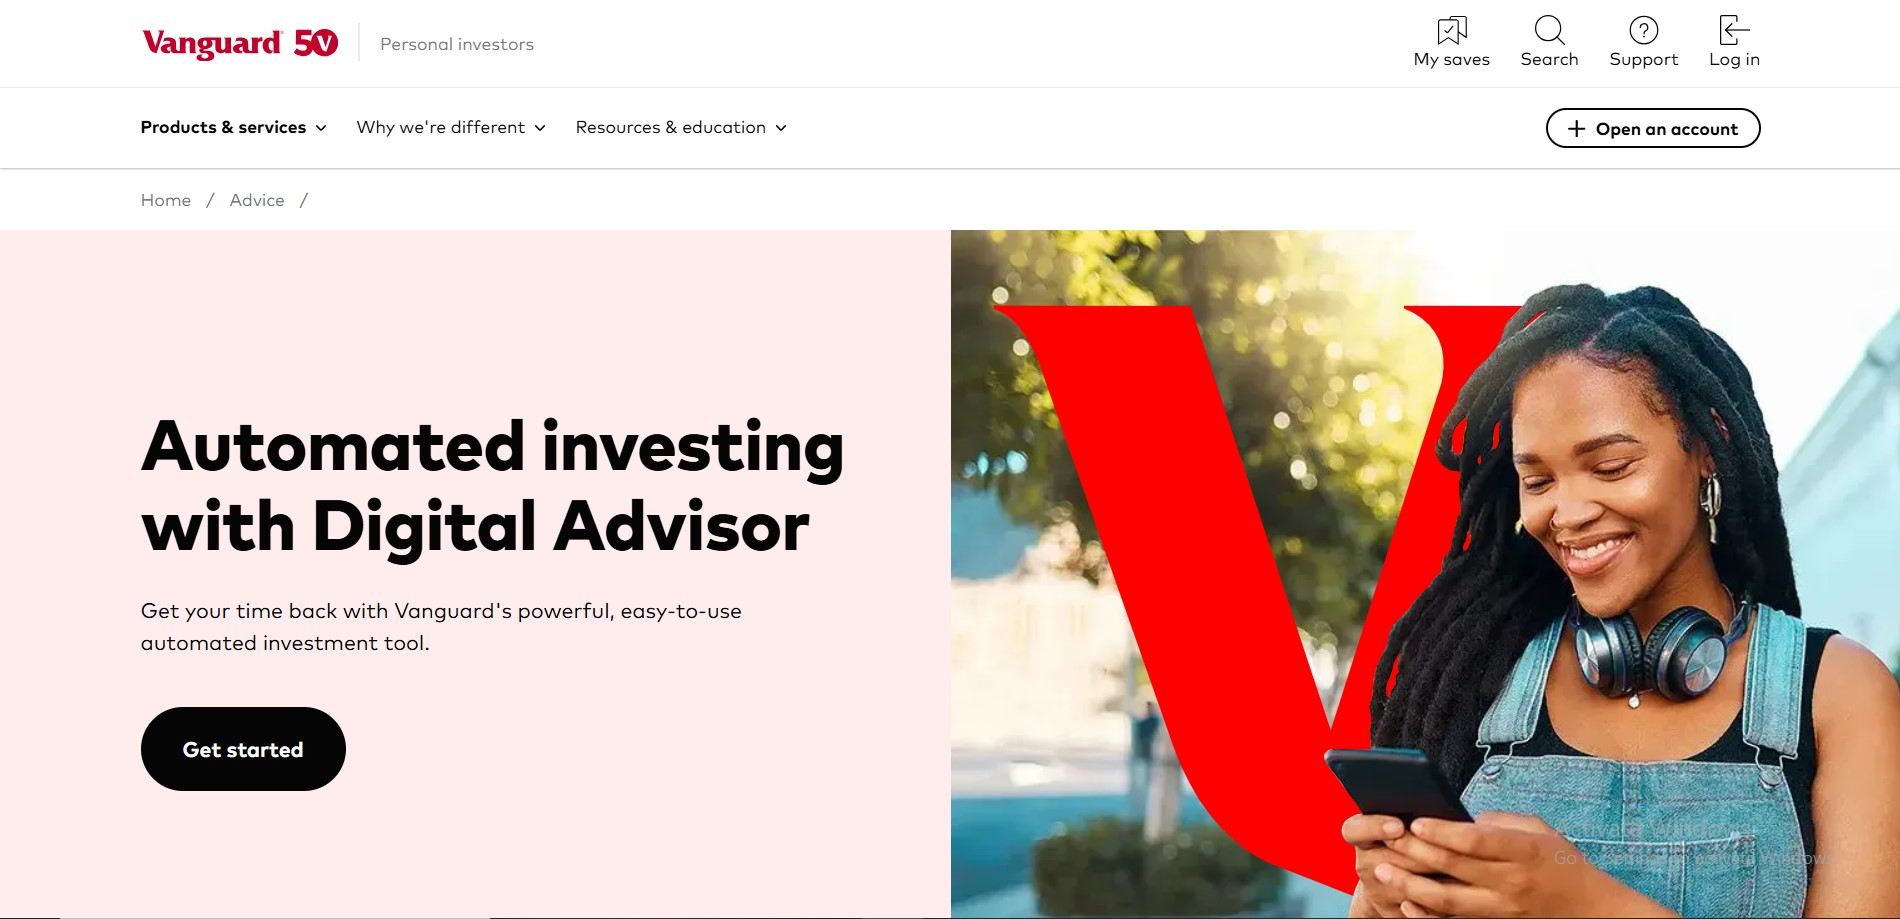 Vanguard 50
Personal investors
My saves
Search
Support
Log in
Products & services
Why we're different
Resources & education
+ Open an account
Home / Advice /
Automated investing
with Digital Advisor
Get your time back with Vanguard's powerful, easy-to-use
automated investment tool.
Get started
V
Activate Windows
Go to Settings to activate Windows.